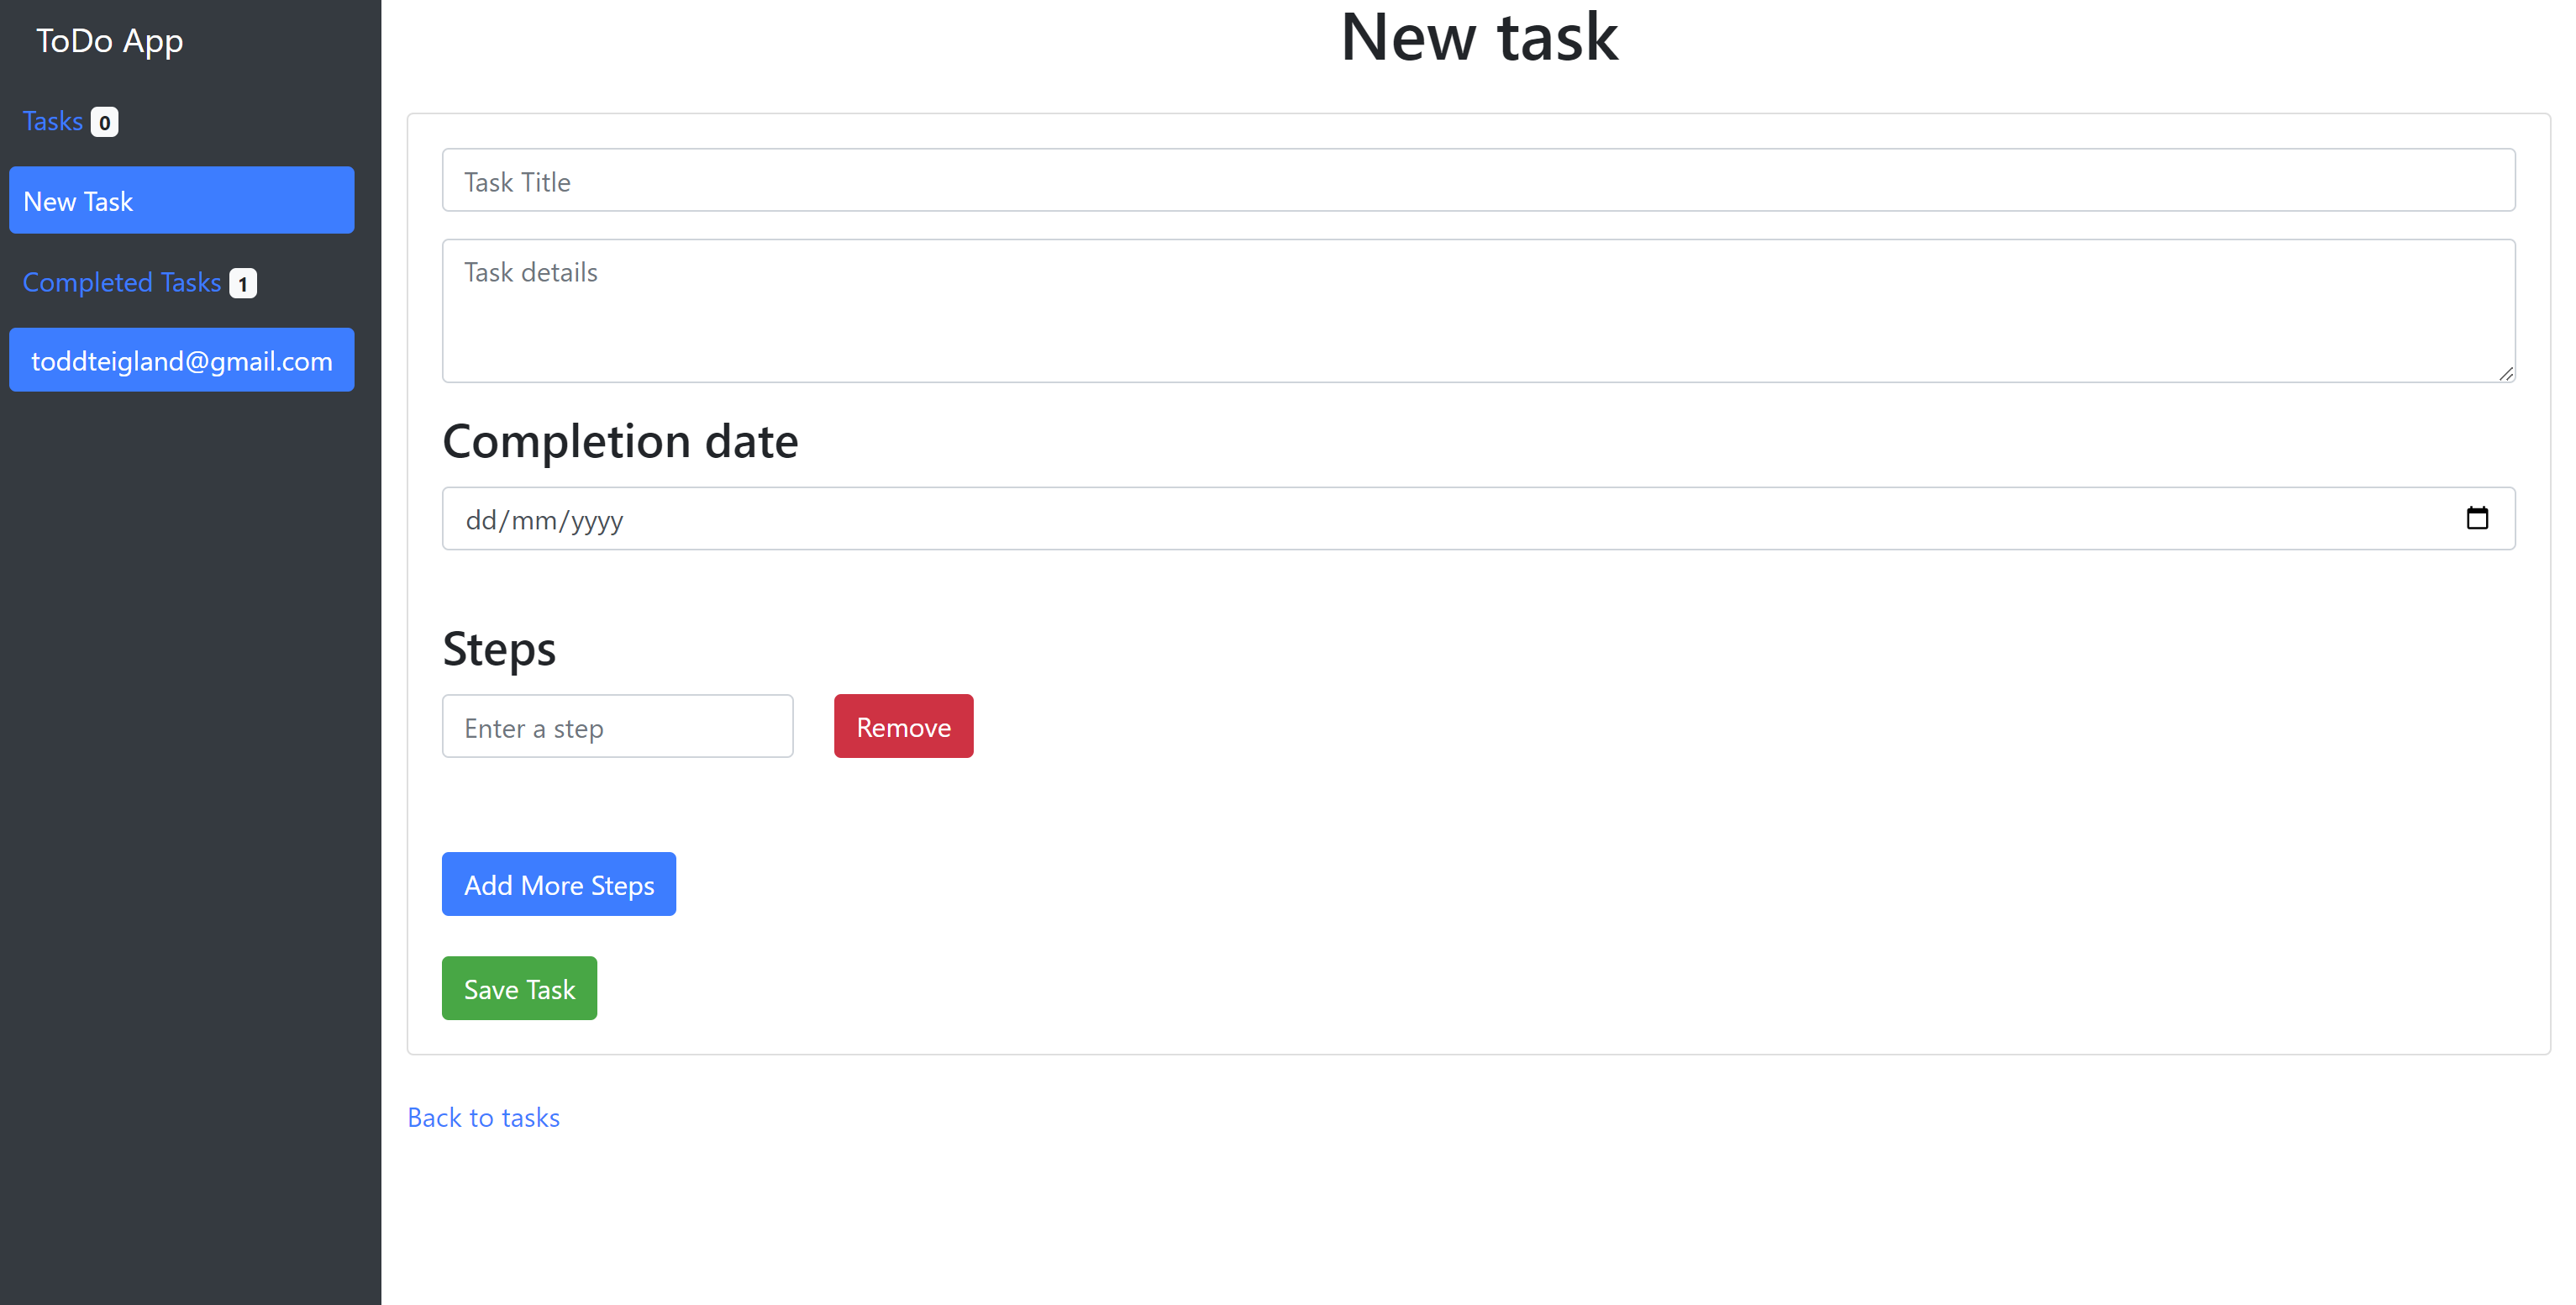 ToDo App
Tasks 0
New Task
Completed Tasks 1
toddteigland@gmail.com
New task
Task Title
Task details
Completion date
dd/mm/yyyy
Steps
Enter a step
Remove
Add More Steps
Save Task
Back to tasks